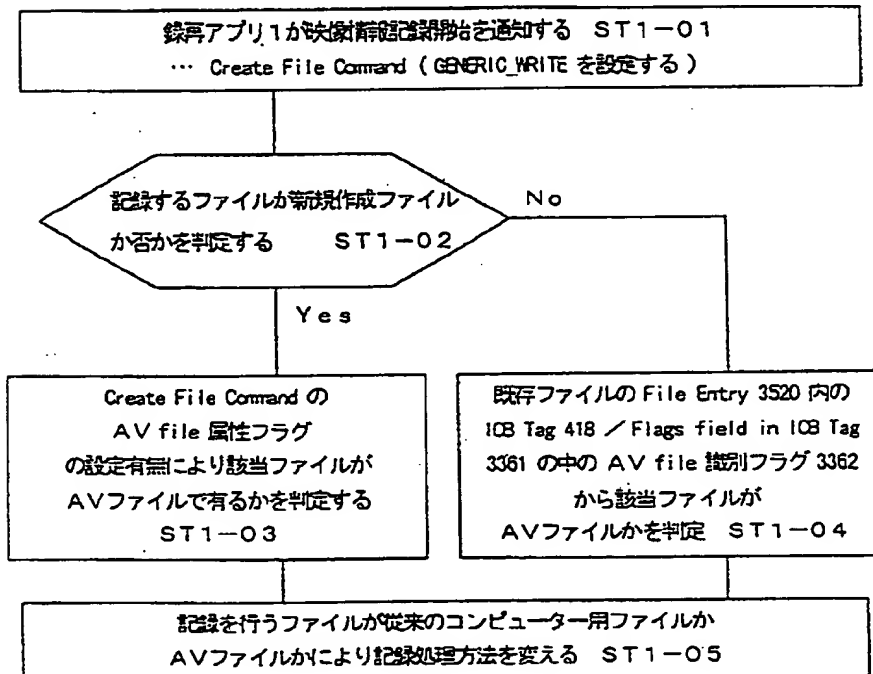 録再アプリ1が映像情報記録開始を通知する ST1-01
… Create File Command ( GENERIC_WRITE を設定する )
記録するファイルが新規作成ファイル
か否かを判定する ST1-02
No
Yes
Create File Command の
AV file 属性フラグ
の設定有無により該当ファイルが
AVファイルで有るかを判定する
ST1-03
既存ファイルの File Entry 3520 内の
ICB Tag 418 / Flags field in ICB Tag
3361 の中の AV file 識別フラグ 3362
から該当ファイルが
AVファイルかを判定 ST1-04
記録を行うファイルが従来のコンピューター用ファイルか
AVファイルかにより記録処理方法を変える ST1-05